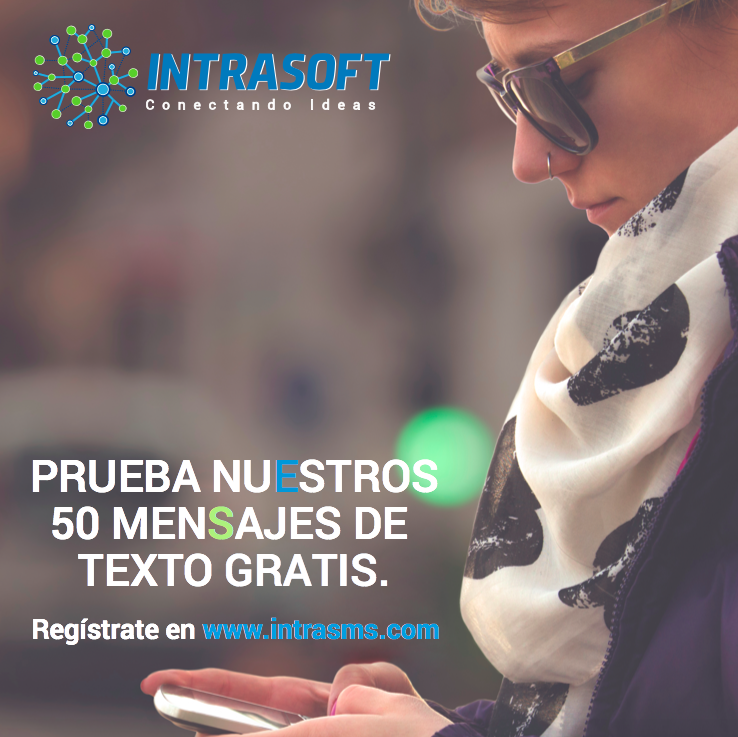 INTRASOFT
Conectando Ideas
PRUEBA NUESTROS
50 MENSAJES DE
TEXTO GRATIS.
Regístrate en www.intrasms.com